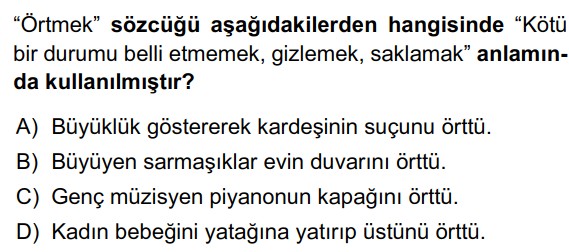 “Örtmek” sözcüğü aşağıdakilerden hangisinde “Kötü
bir durumu belli etmemek, gizlemek, saklamak” anlamın-
da kullanılmıştır?
A) Büyüklük göstererek kardeşinin suçunu örttü.
B) Büyüyen sarmaşıklar evin duvarını örttü.
C) Genç müzisyen piyanonun kapağını örttü.
D) Kadın bebeğini yatağına yatırıp üstünü örttü.